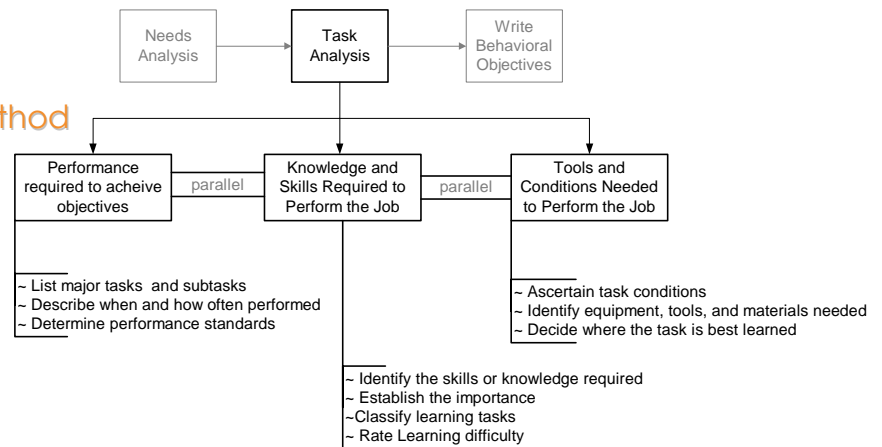 Needs
Analysis
Task
Analysis
Write
Behavioral
Objectives
thod
Performance
required to acheive
objectives
parallel
Knowledge and
Skills Required to
Perform the Job
parallel
Tools and
Conditions Needed
to Perform the Job
~ List major tasks and subtasks
~ Describe when and how often performed
~ Determine performance standards
~ Ascertain task conditions
~ Identify equipment, tools, and materials needed
~ Decide where the task is best learned
~ Identify the skills or knowledge required
~ Establish the importance
~Classify learning tasks
~ Rate Learning difficulty